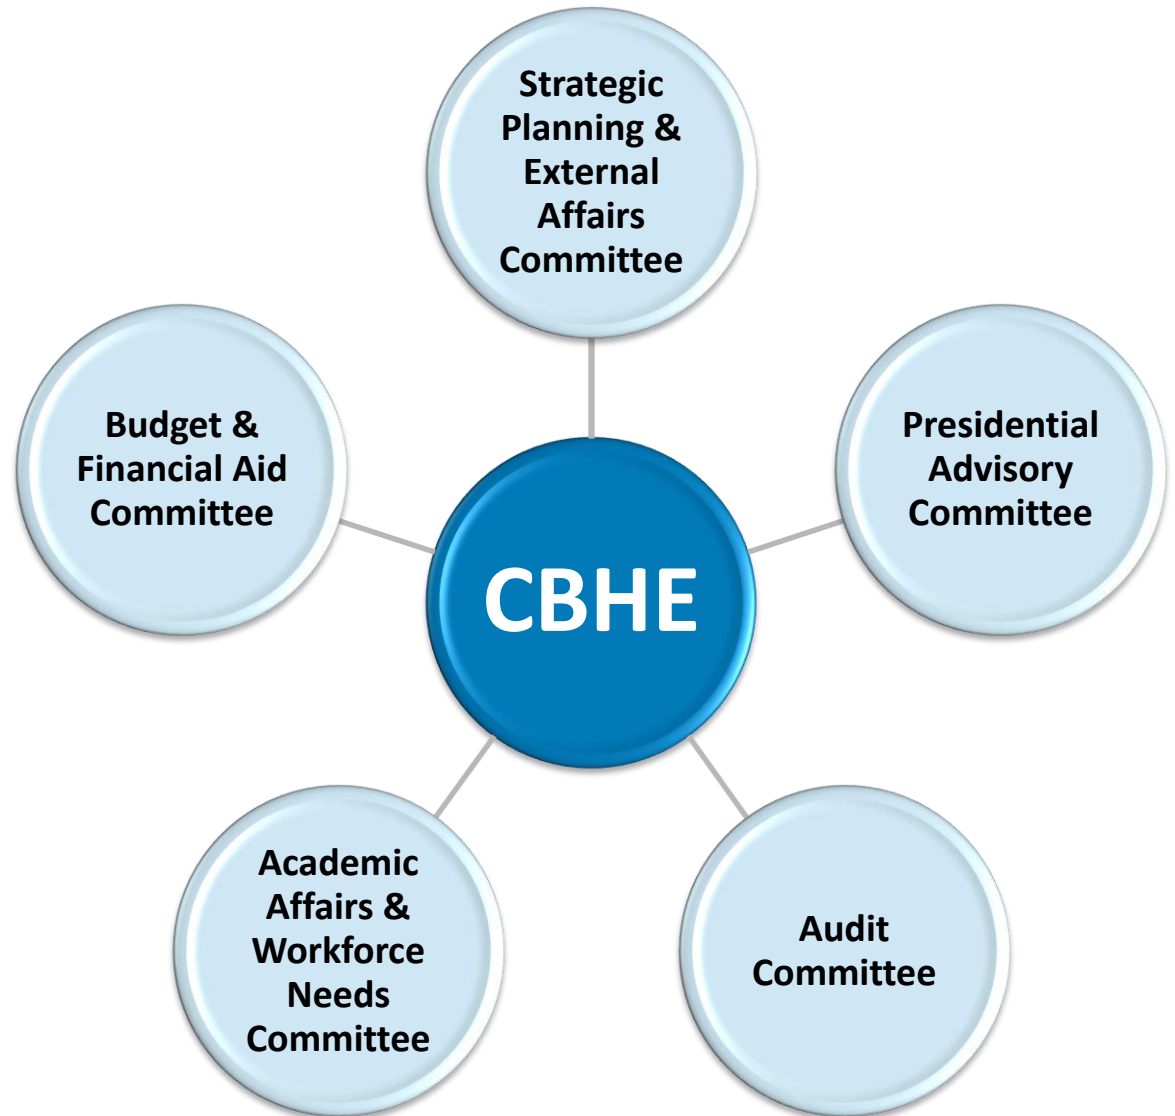 Strategic
Planning &
External
Affairs
Committee
Budget &
Financial Aid
Committee
Presidential
Advisory
Committee
CBHE
Academic
Affairs &
Workforce
Needs
Committee
Audit
Committee